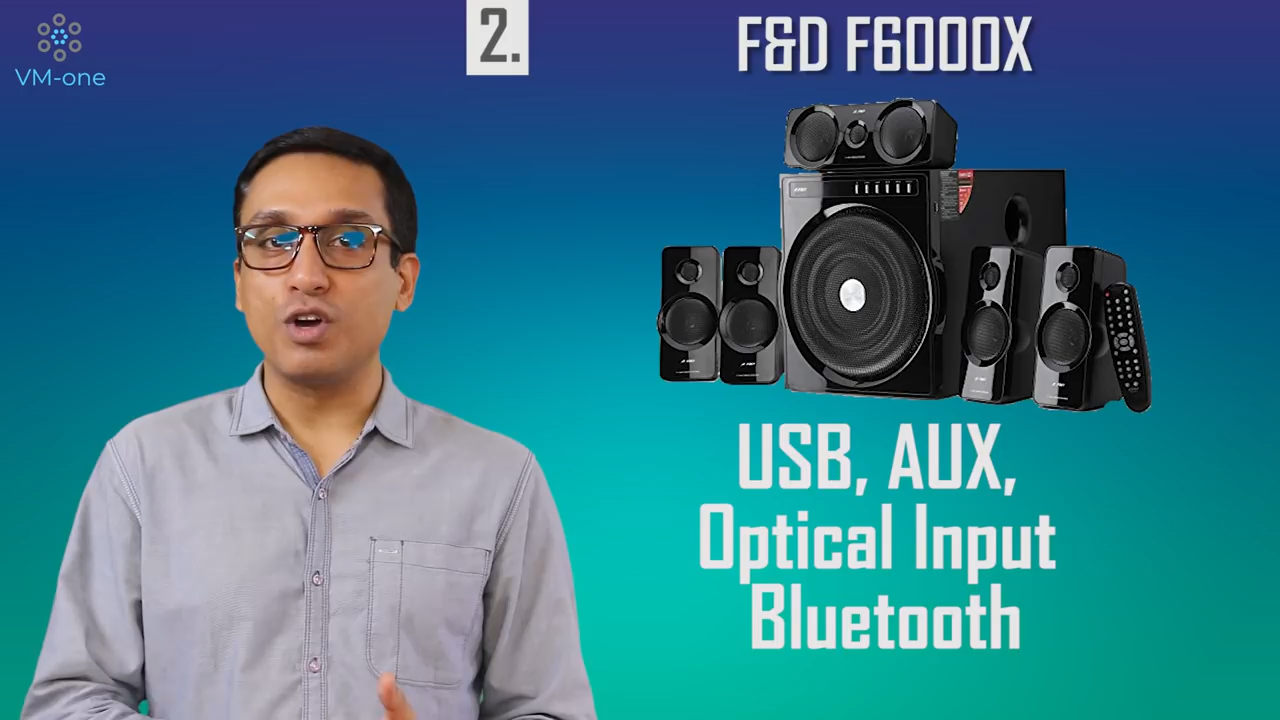 VM-one
2.
F&D F6000X
USB, AUX,
Optical Input
Bluetooth